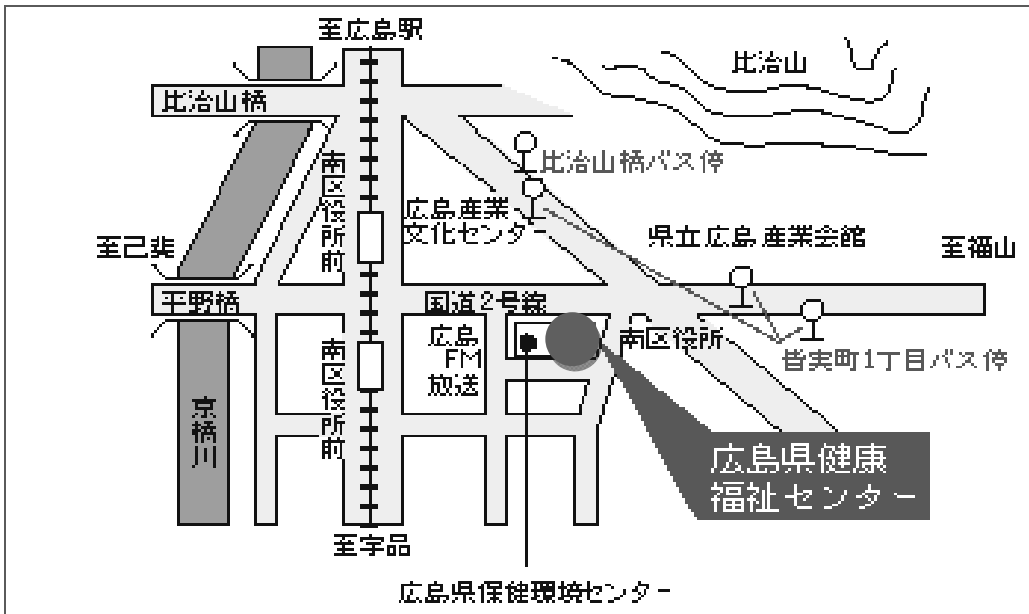 至広島駅
比治山
比治山橋
比治山橋バス停
南区役所前
広島産業
文化センター
県立広島産業会館
至己斐
至福山
平野橋
国道2号線
広島
FM
放送
南区役所
皆実町1丁目バス停
南区役所前
京橋川
広島県健康
福祉センター
至宇品
広島県保健環境センター